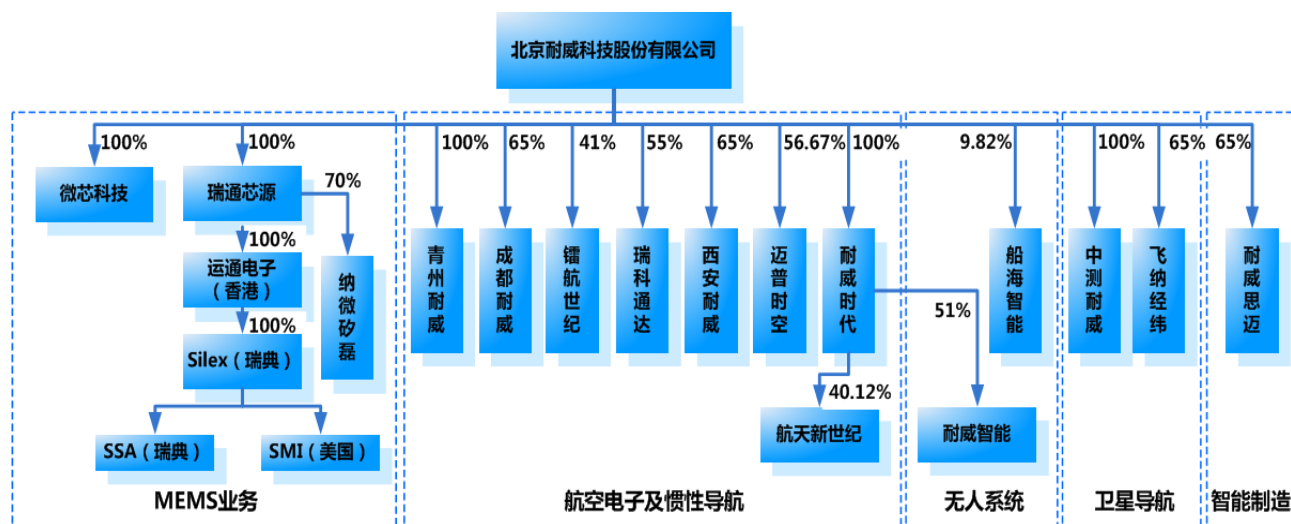 北京耐威科技股份有限公司
100%
100%
100%
65%
41%
55%
65%
56.67%
100%
9.82%
100%
65%
65%
微芯科技
瑞通芯源
70%
100%
运通电子
（香港）
100%
Silex（瑞典）
纳微矽磊
SSA（瑞典）
SMI（美国）
青州耐威
成都耐威
镭航世纪
瑞科通达
西安耐威
迈普时空
耐威时代
船海智能
中测耐威
飞纳经纬
耐威思迈
51%
40.12%
航天新世纪
耐威智能
MEMS业务
航空电子及惯性导航
无人系统
卫星导航
智能制造